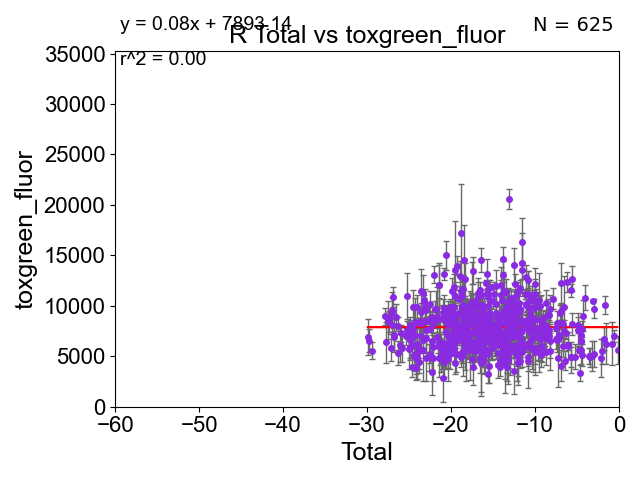 y = 0.08x + 7893.14
R Total vs toxgreen_fluor
N = 625
r^2 = 0.00
35000
30000
25000
20000
15000
10000
5000
0
toxgreen_fluor
−60
−50
−40
−30
−20
−10
0
Total